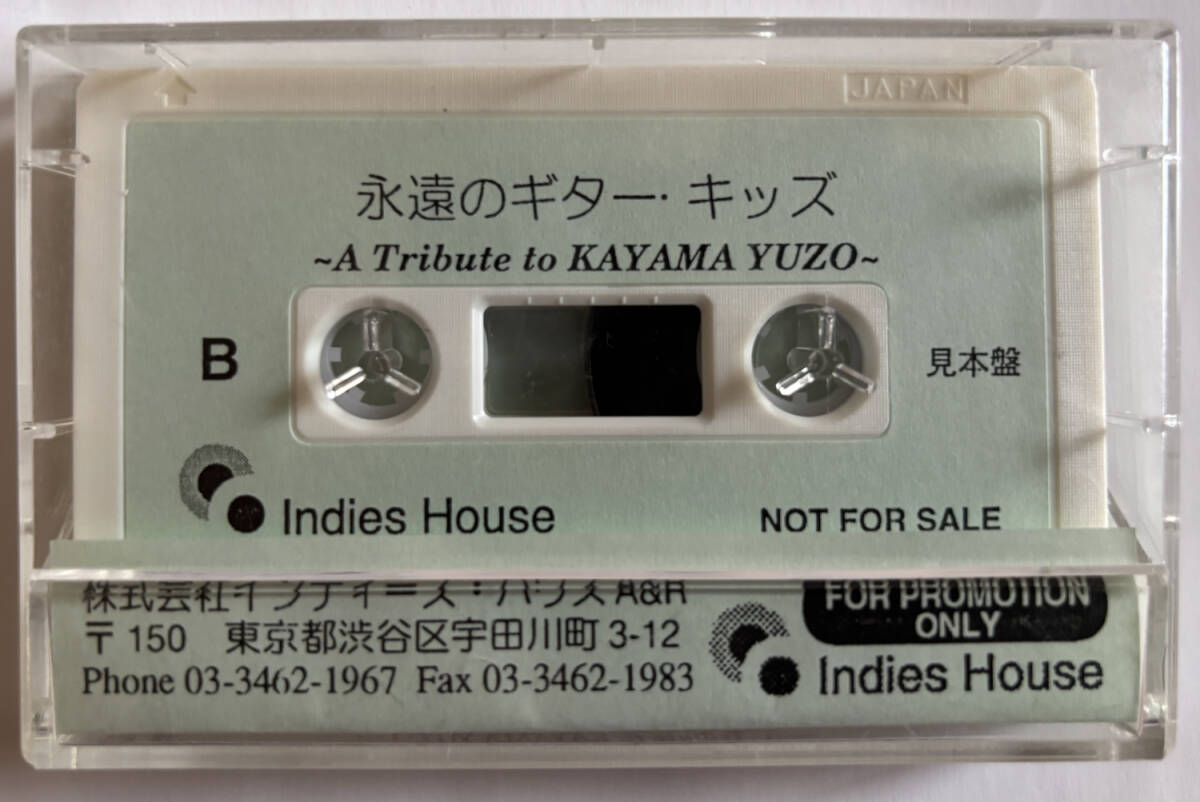 JAPAN
永遠のギター・キッズ
~A Tribute to KAYAMA YUZO~
B
見本盤
Indies House
NOT FOR SALE
株式会社インディーズ・ハウス A&R
〒150 東京都渋谷区宇田川町 3-12
Phone 03-3462-1967 Fax 03-3462-1983
FOR PROMOTION
ONLY
Indies House